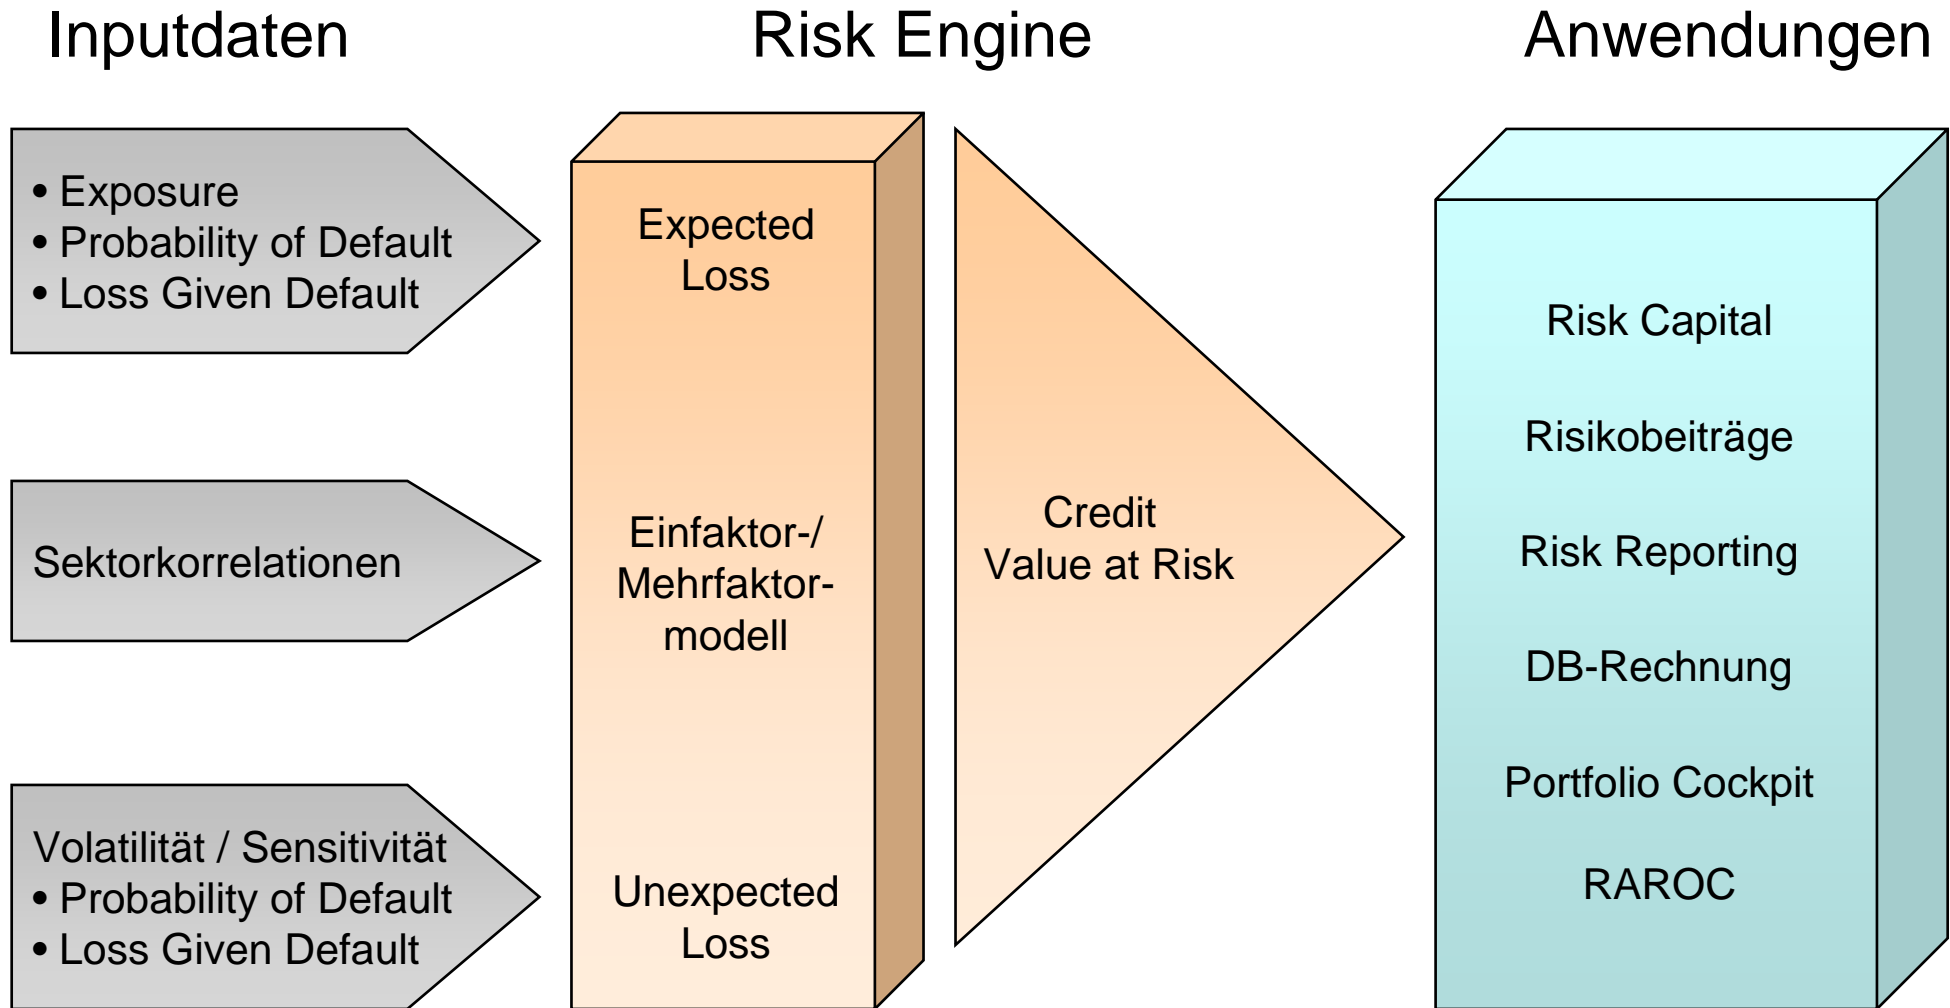 Inputdaten
Risk Engine
Anwendungen
• Exposure
• Probability of Default
• Loss Given Default
Sektorkorrelationen
Volatilität / Sensitivität
• Probability of Default
• Loss Given Default
Expected
Loss
Einfaktor-/
Mehrfaktor-
modell
Unexpected
Loss
Credit
Value at Risk
Risk Capital
Risikobeiträge
Risk Reporting
DB-Rechnung
Portfolio Cockpit
RAROC